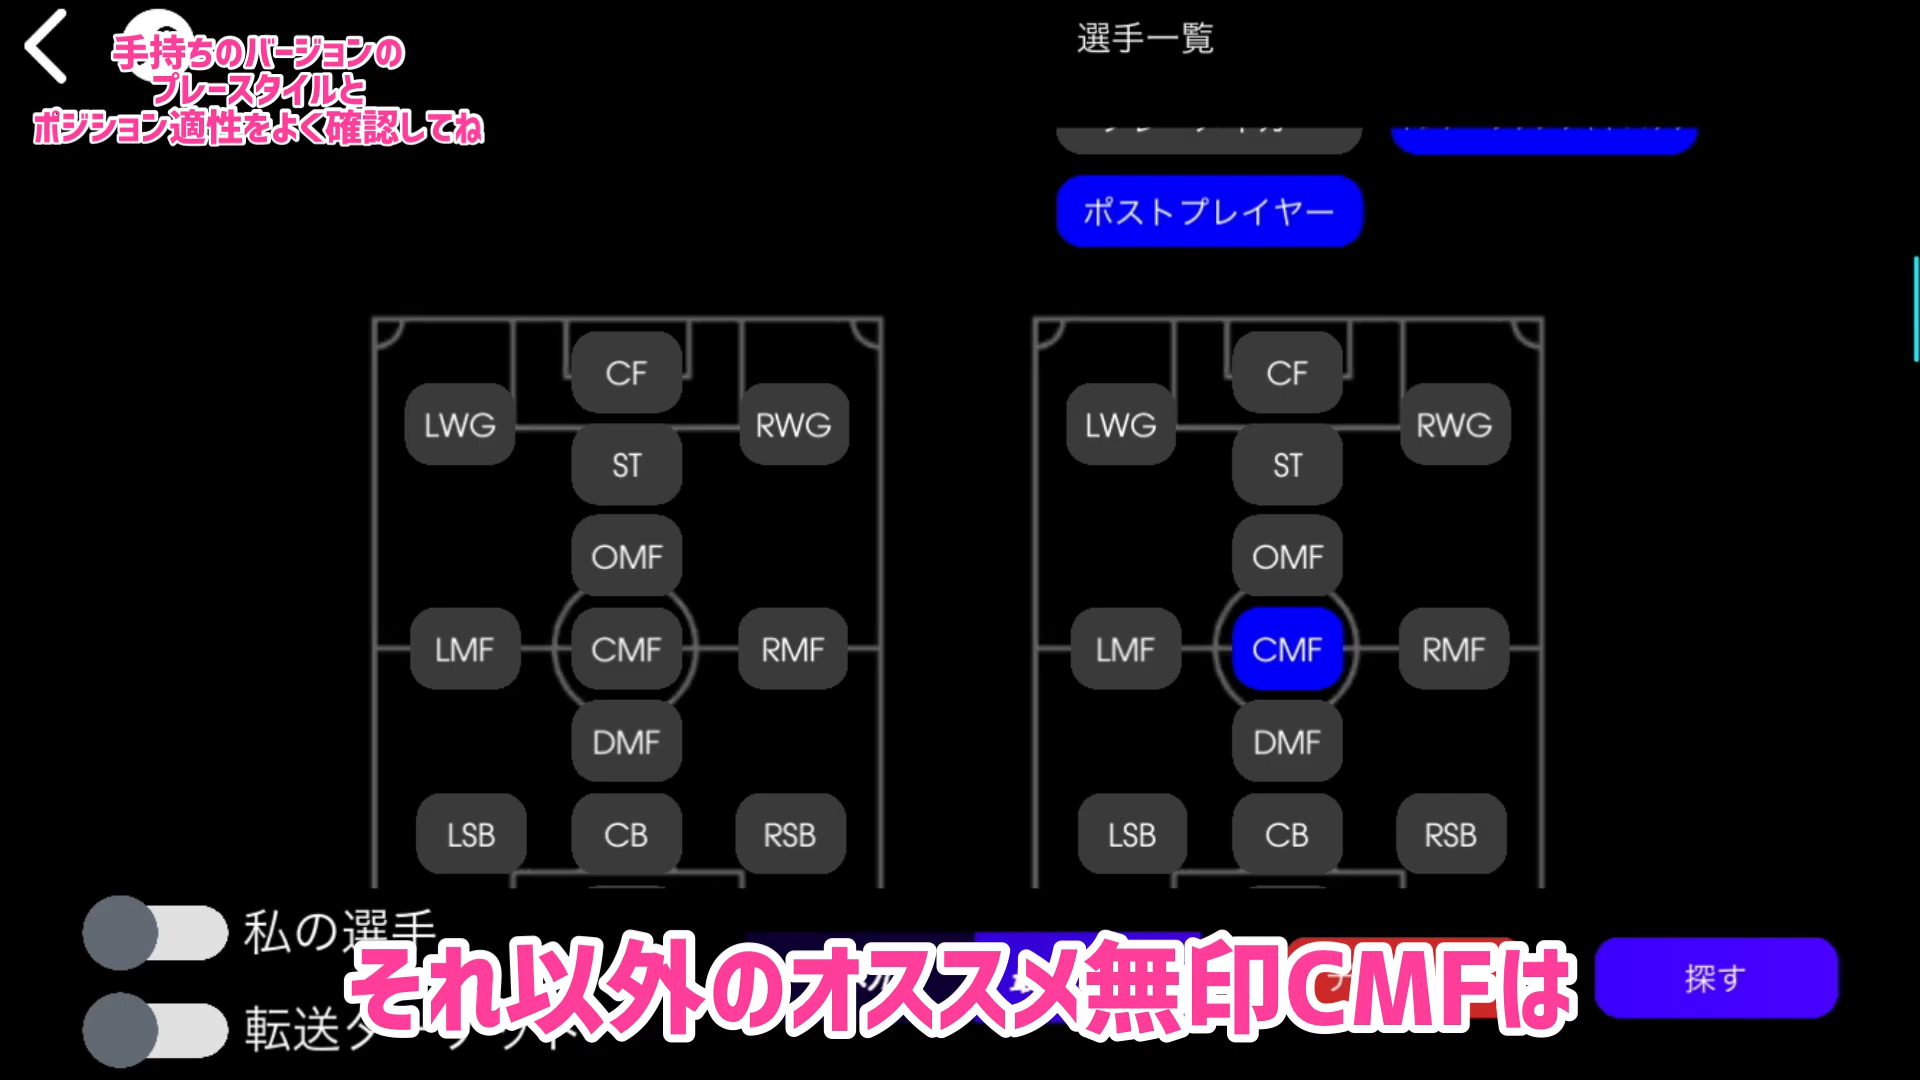 選手一覧
手持ちのバージョンの
プレースタイルと
ポジション適性をよく確認してね
ポストプレイヤー
CF
LWG
RWG
ST
OMF
LMF
CMF
RMF
DMF
LSB
CB
RSB
CF
LWG
RWG
ST
OMF
LMF
CMF
RMF
DMF
LSB
CB
RSB
私の選手
それ以外のオススメ無印CMFは
探す
転送